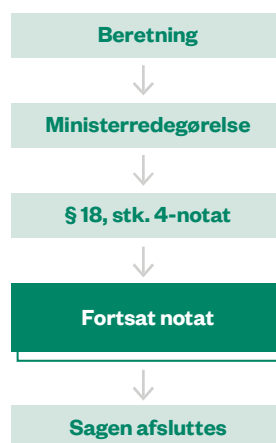 Beretning
Ministerredegørelse
§ 18, stk. 4-notat
Fortsat notat
Sagen afsluttes